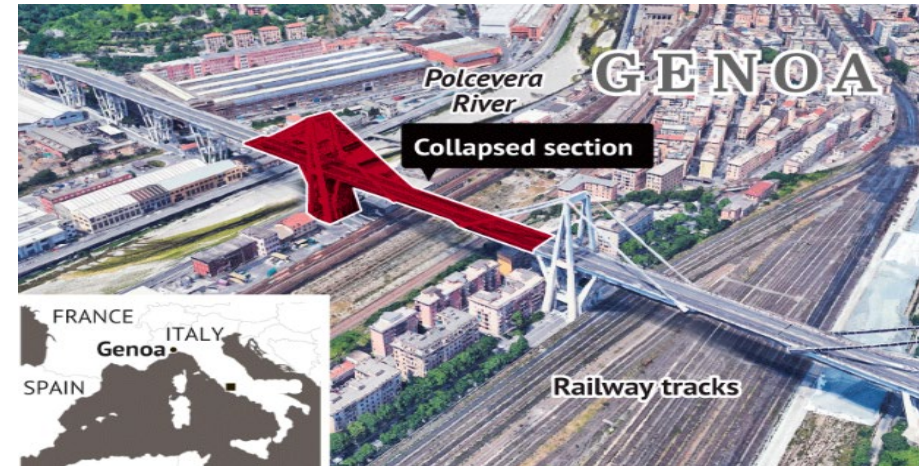 GENOA
Polcevera
River
Collapsed section
Railway tracks
FRANCE
ITALY
Genoa
SPAIN